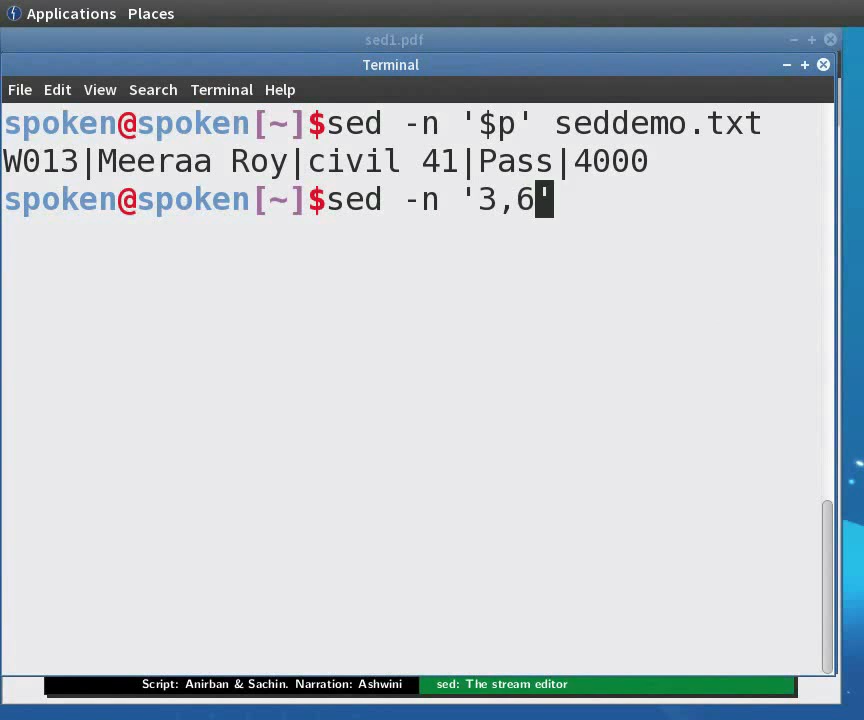 Applications Places
sed1.pdf
Terminal
File Edit View Search Terminal Help
spoken@spoken[~]$sed -n '$p' seddemo.txt
W013|Meeraa Roy|civil 41|Pass|4000
spoken@spoken[~]$sed -n '3,6'
Script: Anirban & Sachin. Narration: Ashwini sed: The stream editor